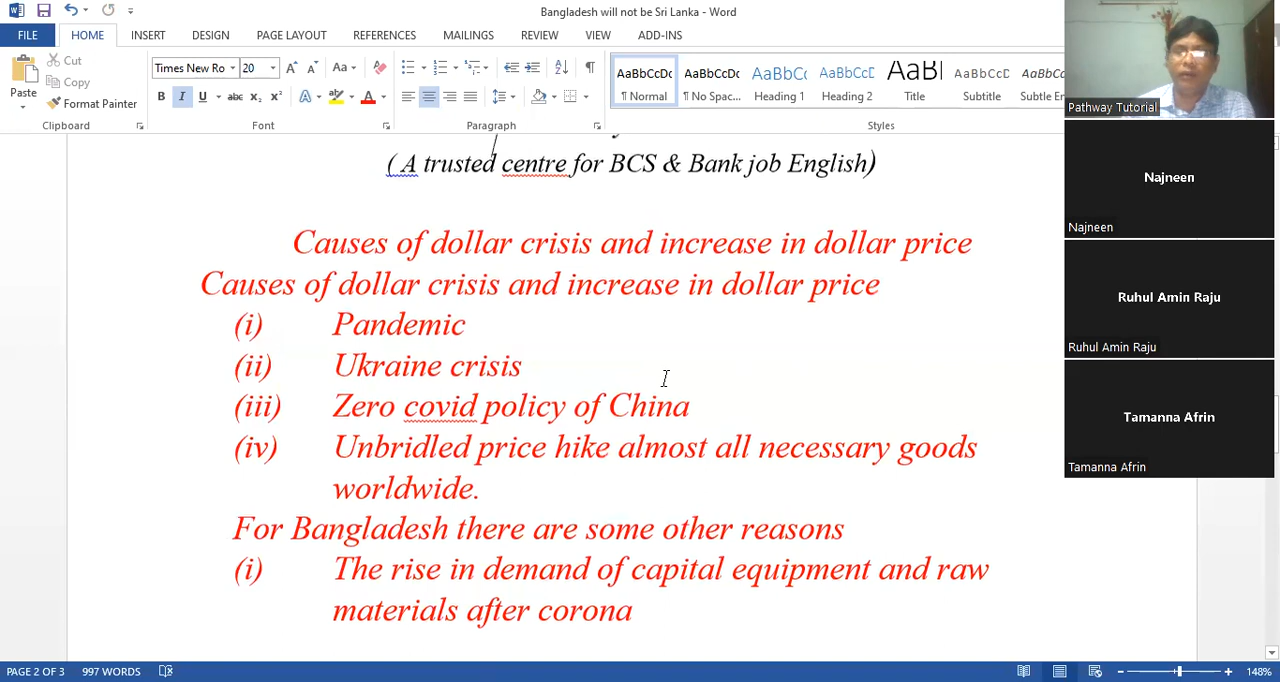 Bangladesh will not be Sri Lanka - Word
FILE HOME INSERT DESIGN PAGE LAYOUT REFERENCES MAILINGS REVIEW VIEW ADD-INS
Paste
Cut
Copy
Format Painter
Clipboard
Times New Ro 20 Aa
B I U abc X₂ X² A A
Font
Paragraph
AaBbCcDc AaBbCcDc AaBbCc AaBbCcD AaBl AaBbCcD AaBbCcDc
¶ Normal ¶ No Spac... Heading 1 Heading 2 Title Subtitle Subtle Em
Styles
( A trusted centre for BCS & Bank job English)
Causes of dollar crisis and increase in dollar price
Causes of dollar crisis and increase in dollar price
(i) Pandemic
(ii) Ukraine crisis
(iii) Zero covid policy of China
(iv) Unbridled price hike almost all necessary goods
worldwide.
For Bangladesh there are some other reasons
(i) The rise in demand of capital equipment and raw
materials after corona
Pathway Tutorial
Najneen
Najneen
Ruhul Amin Raju
Ruhul Amin Raju
Tamanna Afrin
Tamanna Afrin
PAGE 2 OF 3 997 WORDS 148%